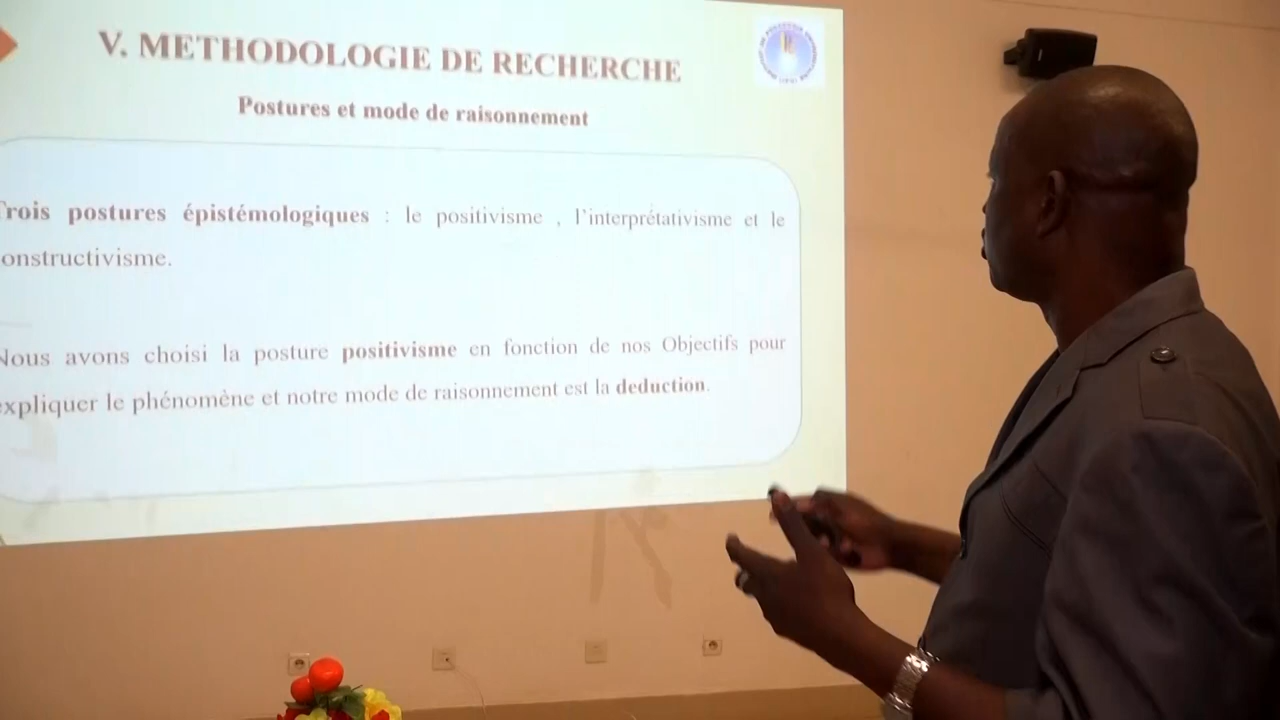 V. METHODOLOGIE DE RECHERCHE
Postures et mode de raisonnement
Trois postures épistémologiques : le positivisme , l'interprétativisme et le
onstructivisme.
Nous avons choisi la posture positivisme en fonction de nos Objectifs pour
expliquer le phénomène et notre mode de raisonnement est la deduction.